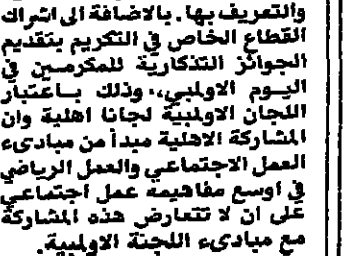 والتعريف بها. بالاضافة الى اشراك
القطاع الخاص في التكريم بتقديم
الجوائز التذكارية للمكرمين في
اليوم الاولمبي،. وذلك باعتبار
اللجان الاولمبية لجانا اهلية وان
المشاركة الاهلية مبدأ من مبادىء
العمل الاجتماعي والعمل الرياضي
في اوسع مفاهيمه عمل اجتماعي
على ان لا تتعارض هذه المشاركة
مع مبادىء اللجنة الاولمبية.